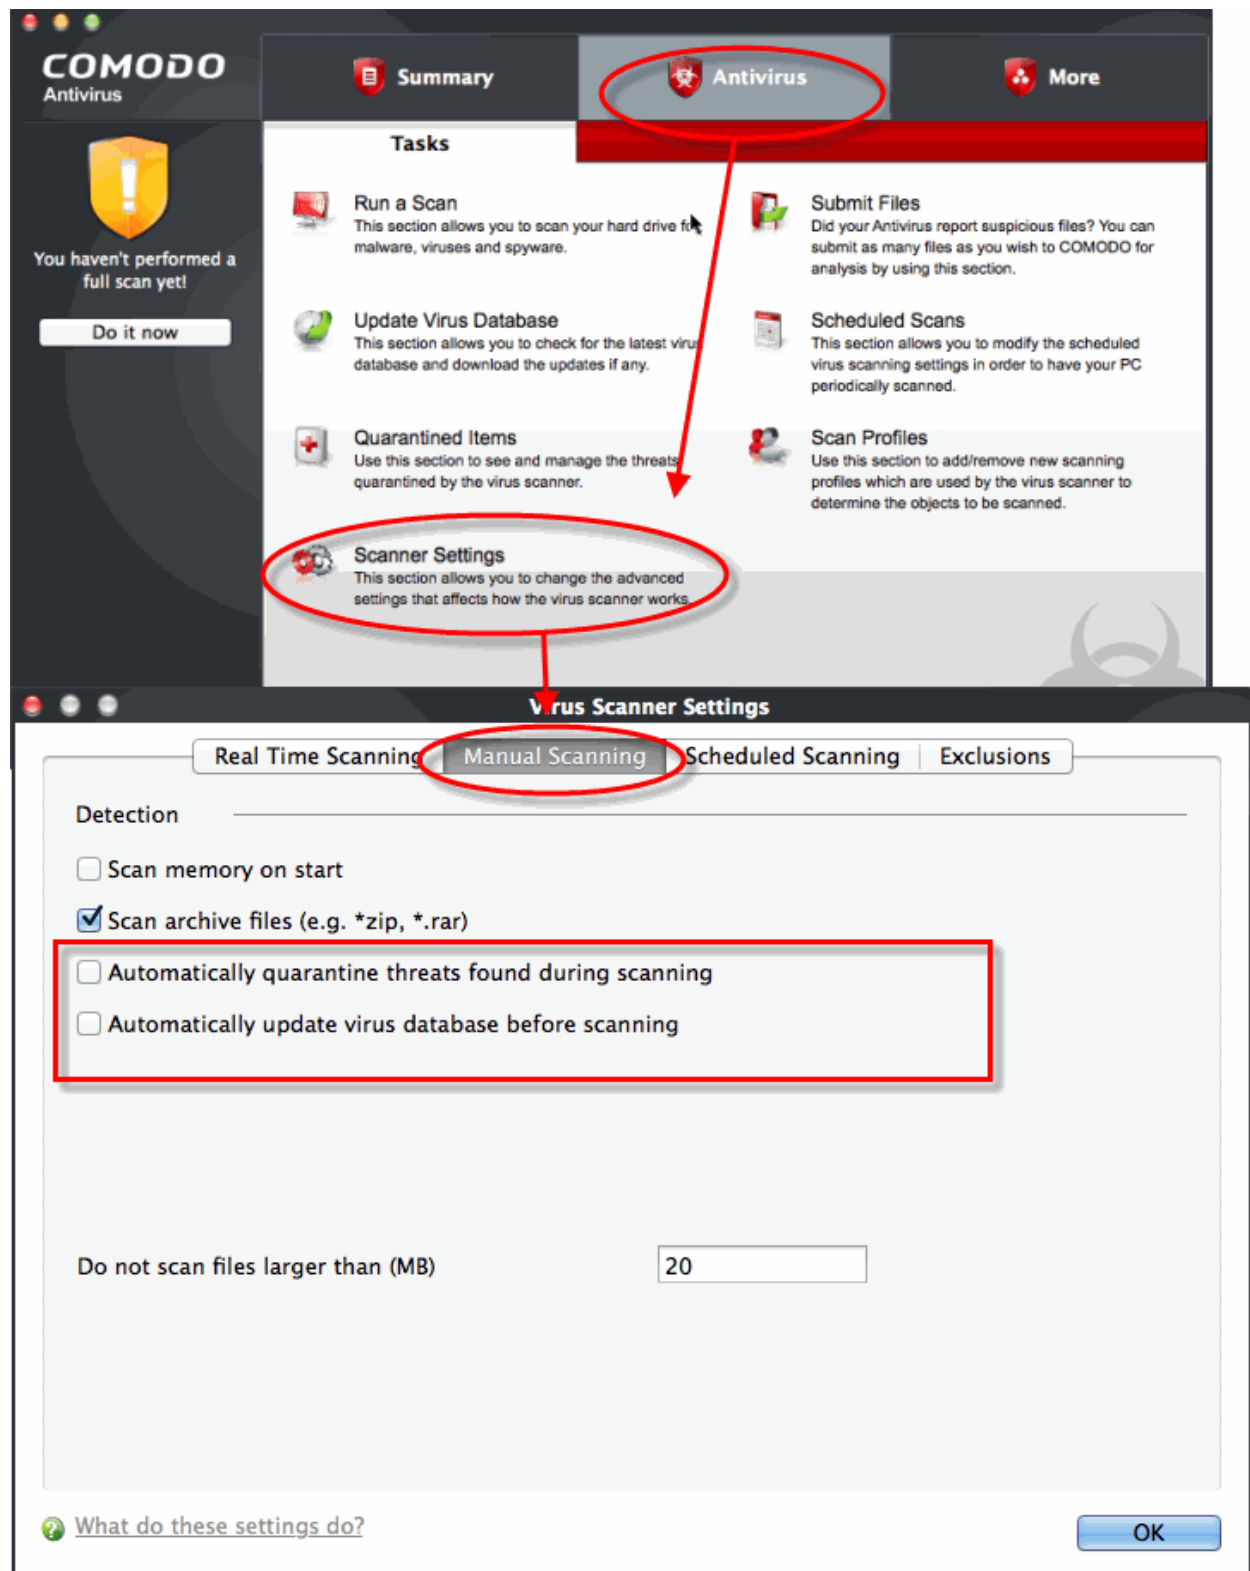 COMODO
Antivirus
Summary
Antivirus
More
Tasks
You haven't performed a
full scan yet!
Do it now
Run a Scan
This section allows you to scan your hard drive for
malware, viruses and spyware.
Submit Files
Did your Antivirus report suspicious files? You can
submit as many files as you wish to COMODO for
analysis by using this section.
Update Virus Database
This section allows you to check for the latest virus
database and download the updates if any.
Scheduled Scans
This section allows you to modify the scheduled
virus scanning settings in order to have your PC
periodically scanned.
Quarantined Items
Use this section to see and manage the threats
quarantined by the virus scanner.
Scan Profiles
Use this section to add/remove new scanning
profiles which are used by the virus scanner to
determine the objects to be scanned.
Scanner Settings
This section allows you to change the advanced
settings that affects how the virus scanner works.
Virus Scanner Settings
Real Time Scanning
Manual Scanning
Scheduled Scanning
Exclusions
Detection
Scan memory on start
Scan archive files (e.g. *zip, *.rar)
Automatically quarantine threats found during scanning
Automatically update virus database before scanning
Do not scan files larger than (MB)
20
What do these settings do?
OK